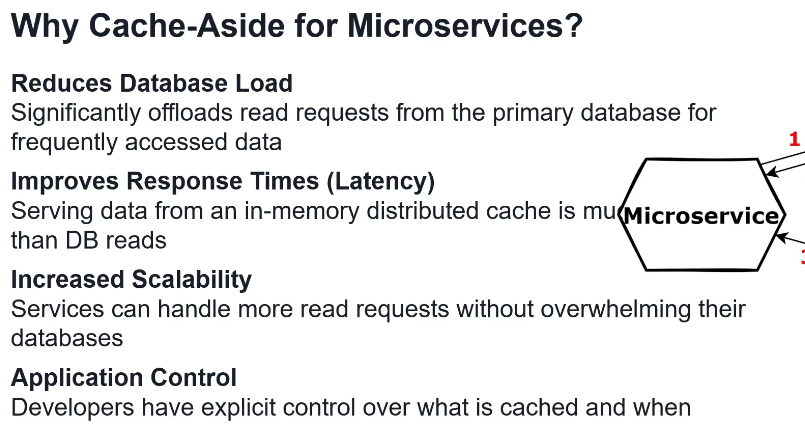 Why Cache-Aside for Microservices?
Reduces Database Load
Significantly offloads read requests from the primary database for
frequently accessed data
Improves Response Times (Latency)
Serving data from an in-memory distributed cache is
than DB reads
Increased Scalability
Services can handle more read requests without overwhelming their
databases
Application Control
Developers have explicit control over what is cached and when
1
Microservice